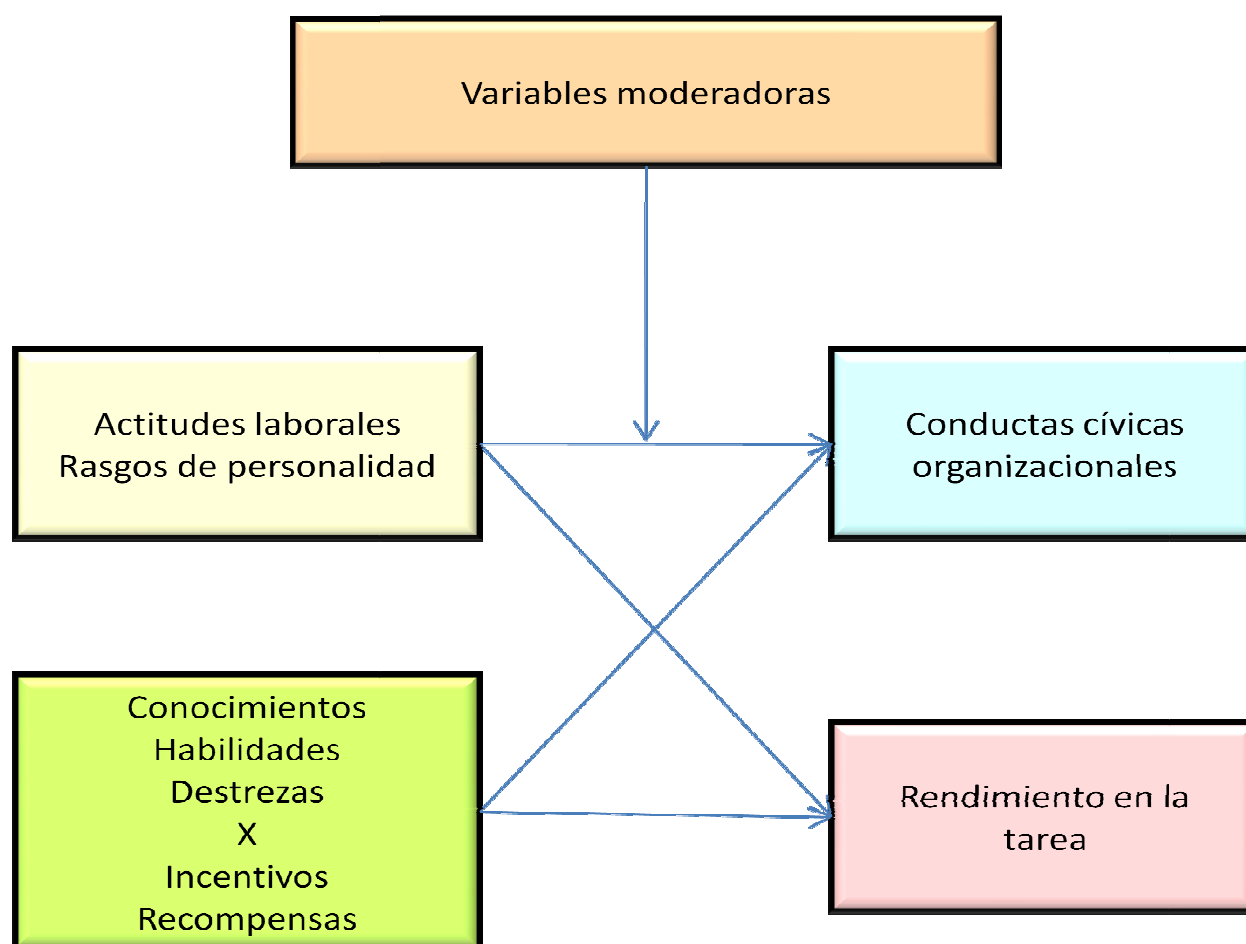 Variables moderadoras
Actitudes laborales
Rasgos de personalidad
Conductas cívicas
organizacionales
Conocimientos
Habilidades
Destrezas
X
Incentivos
Recompensas
Rendimiento en la
tarea